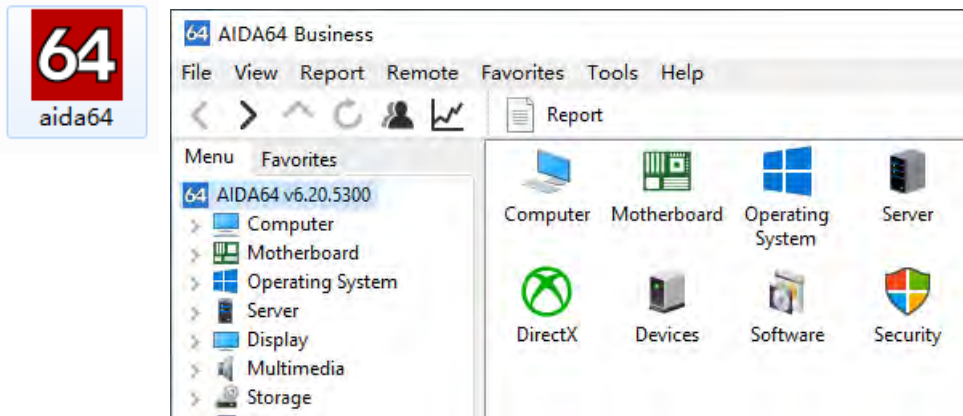 64
aida64
64 AIDA64 Business
File View Report Remote Favorites Tools Help
Report
Menu Favorites
64 AIDA64 v6.20.5300
Computer
Motherboard
Operating System
Server
Display
Multimedia
Storage
Computer Motherboard Operating System Server
DirectX Devices Software Security